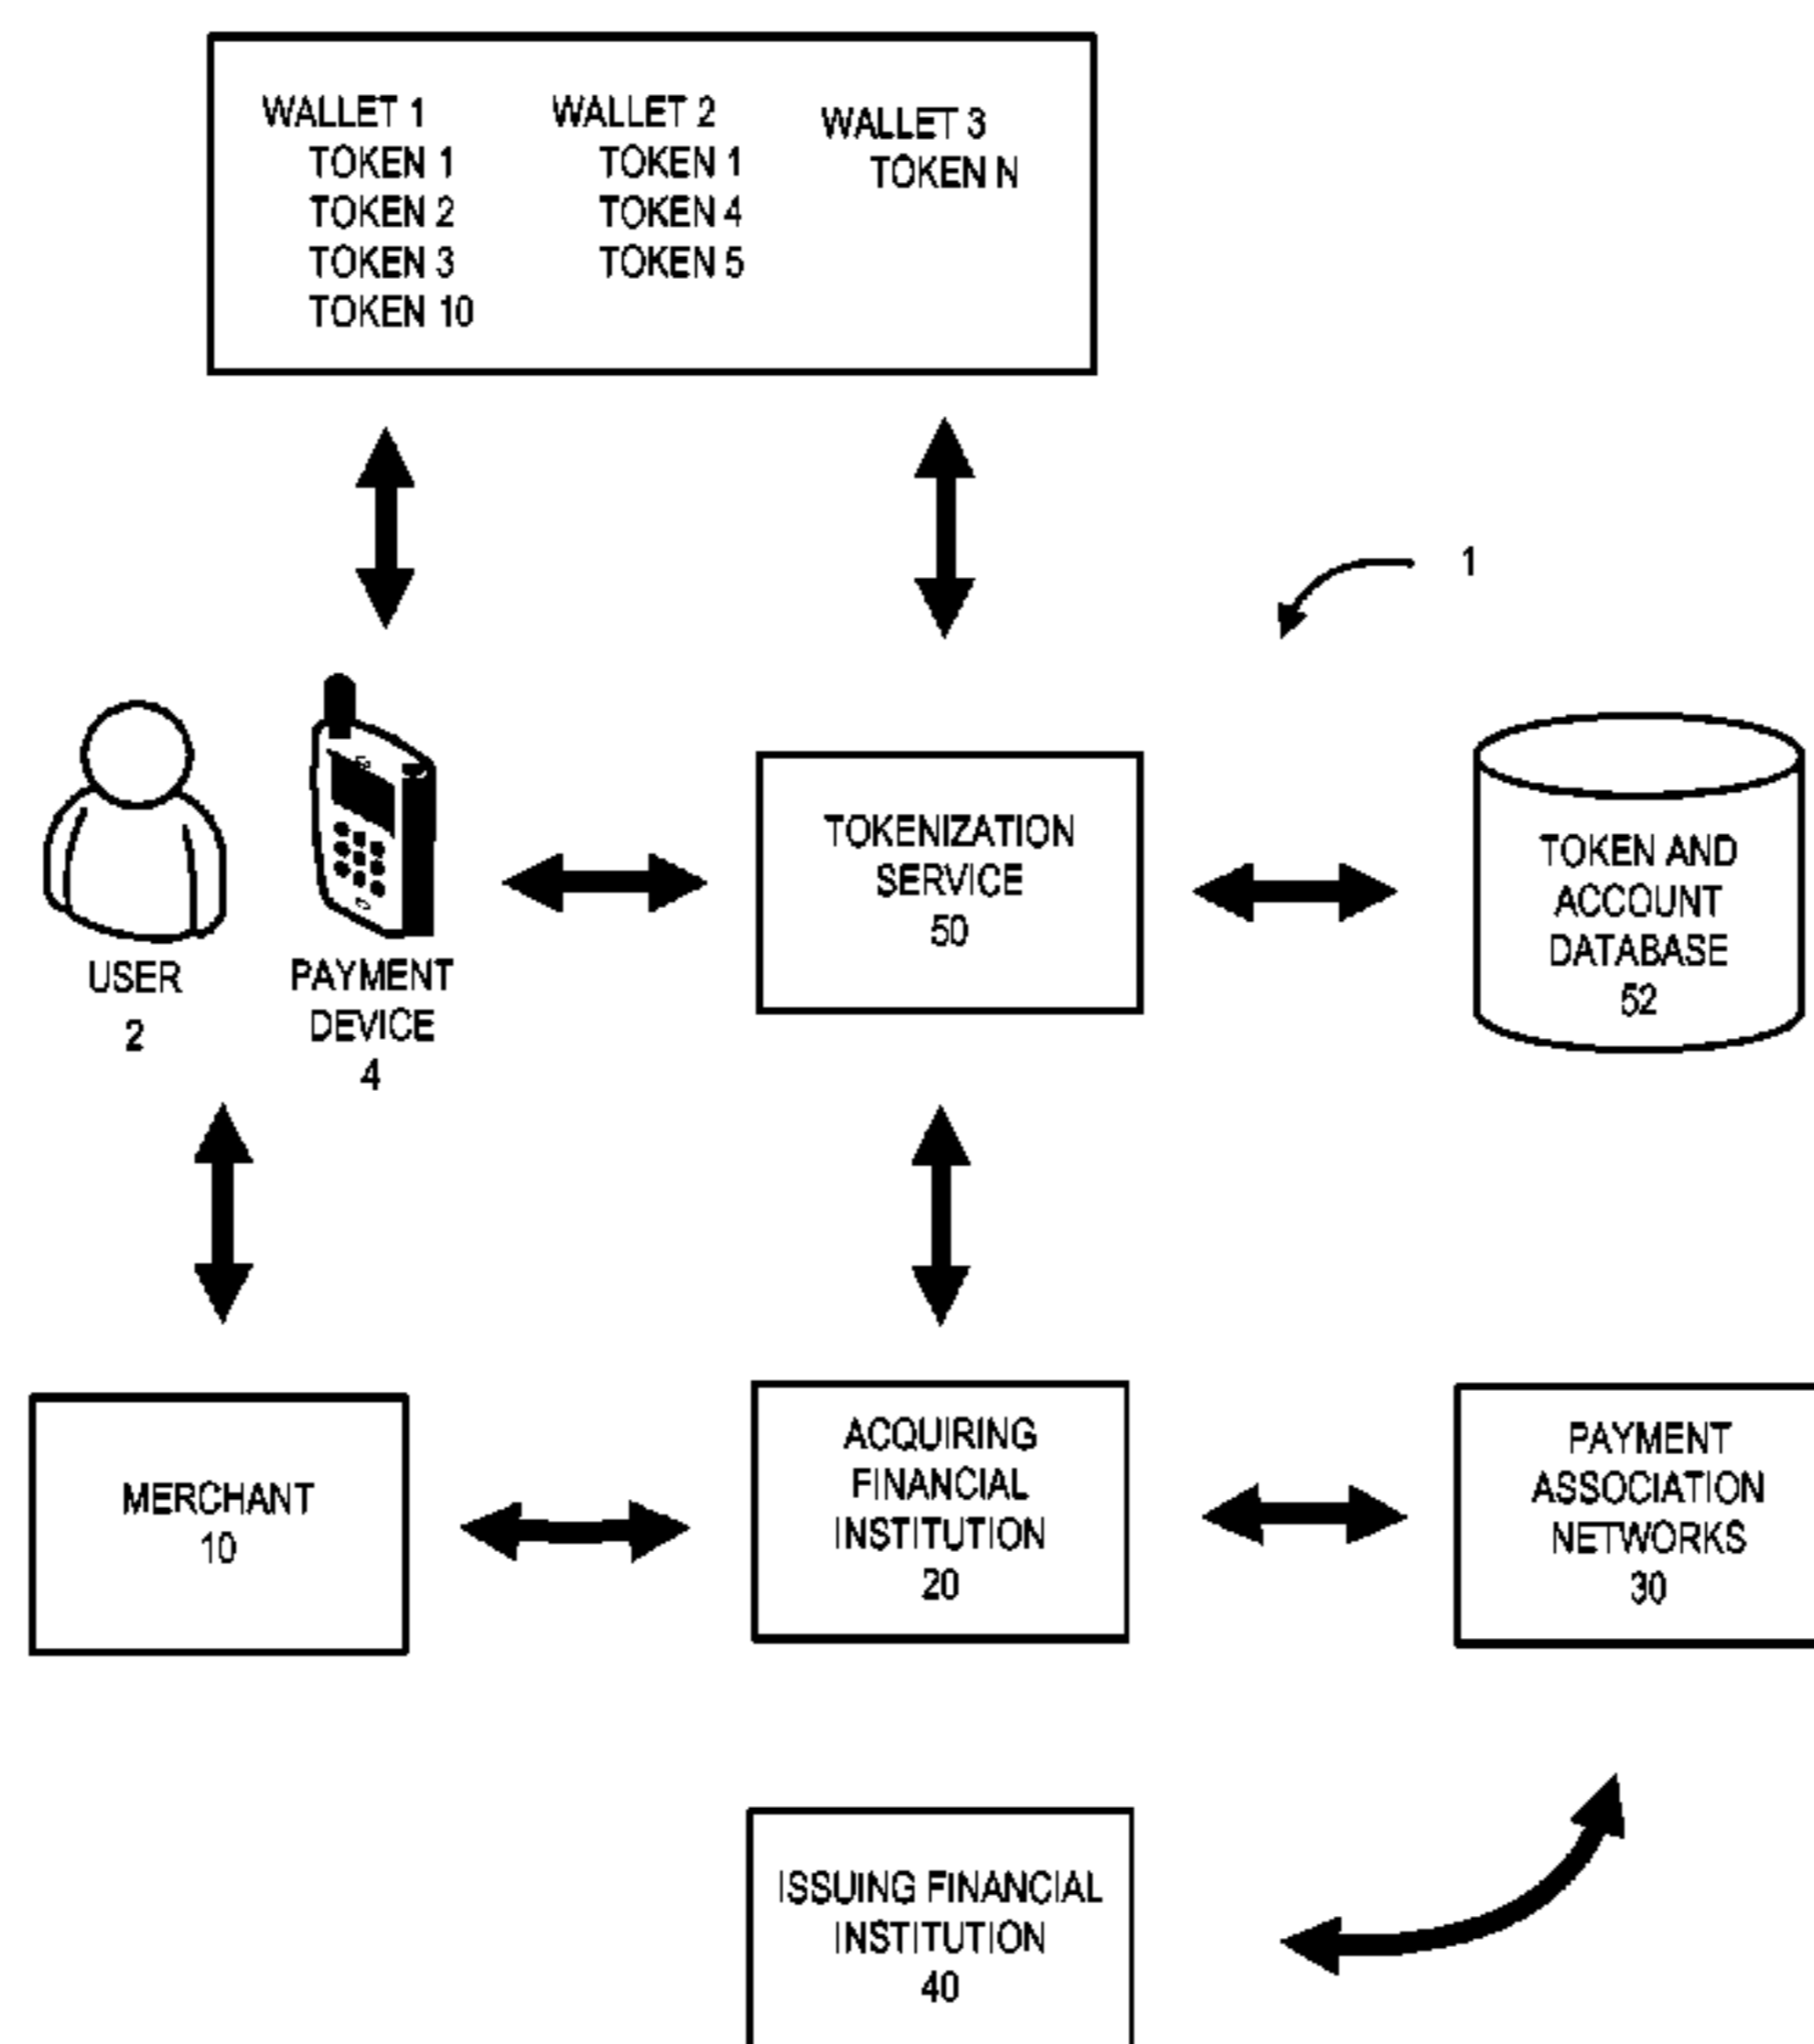 WALLET 1
TOKEN 1
TOKEN 2
TOKEN 3
TOKEN 10
WALLET 2
TOKEN 1
TOKEN 4
TOKEN 5
WALLET 3
TOKEN N
1
USER
2
PAYMENT
DEVICE
4
TOKENIZATION
SERVICE
50
TOKEN AND
ACCOUNT
DATABASE
52
MERCHANT
10
ACQUIRING
FINANCIAL
INSTITUTION
20
PAYMENT
ASSOCIATION
NETWORKS
30
ISSUING FINANCIAL
INSTITUTION
40